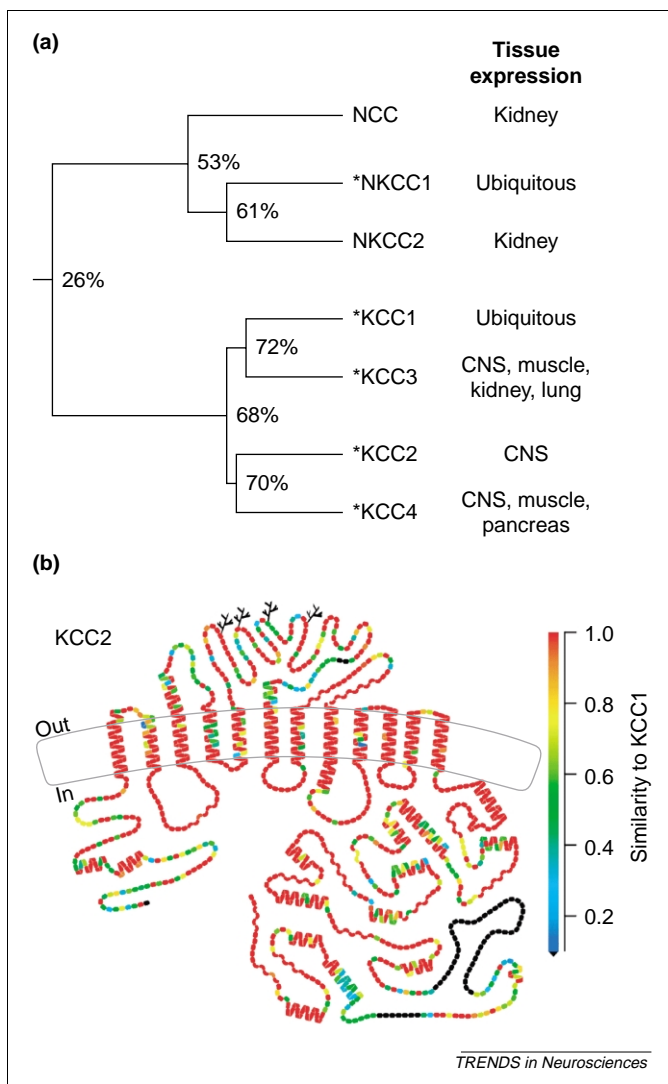 (a)
Tissue
expression
NCC Kidney
53%
*NKCC1 Ubiquitous
61%
NKCC2 Kidney
26%
*KCC1 Ubiquitous
72%
*KCC3 CNS, muscle,
kidney, lung
68%
*KCC2 CNS
70%
*KCC4 CNS, muscle,
pancreas
(b)
KCC2
1.0
0.8
0.6
0.4
0.2
Similarity to KCC1
Out
In
TRENDS in Neurosciences